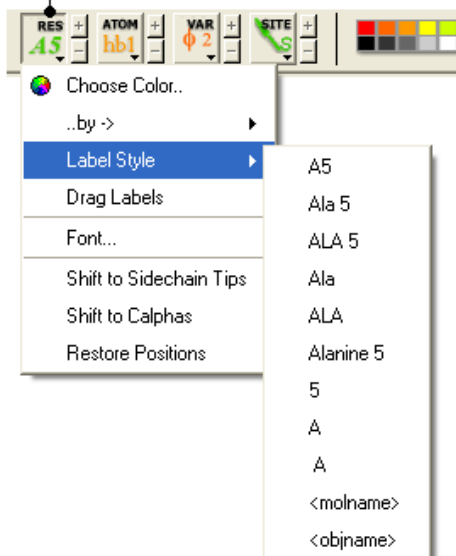 RES + ATOM + VAR + SITE +
A5 - hb1 - ϕ 2 - S -
Choose Color..
..by ->
Label Style
Drag Labels
Font...
Shift to Sidechain Tips
Shift to Calphas
Restore Positions
A5
Ala 5
ALA 5
Ala
ALA
Alanine 5
5
A
A
<molname>
<objname>